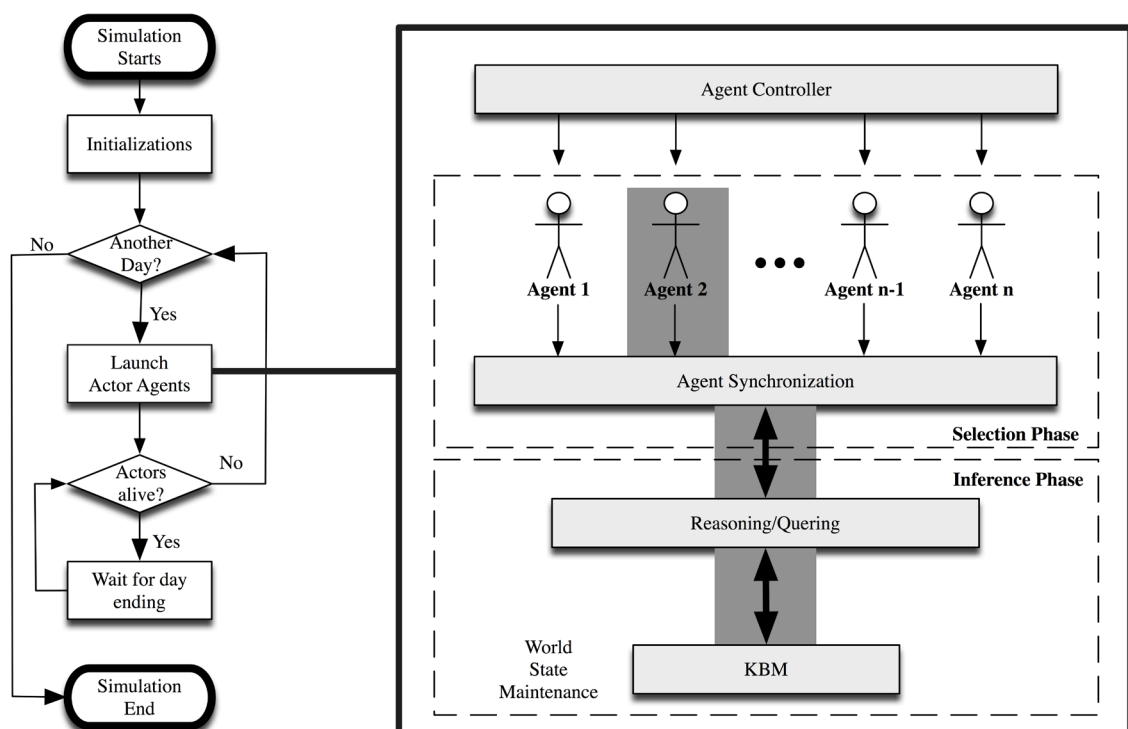 Simulation
Starts
Initializations
Another
Day?
No
Yes
Launch
Actor Agents
Actors
alive?
No
Yes
Wait for day
ending
Simulation
End
Agent Controller
Agent 1
Agent 2
Agent n-1
Agent n
Agent Synchronization
Selection Phase
Inference Phase
Reasoning/Quering
World
State
Maintenance
KBM